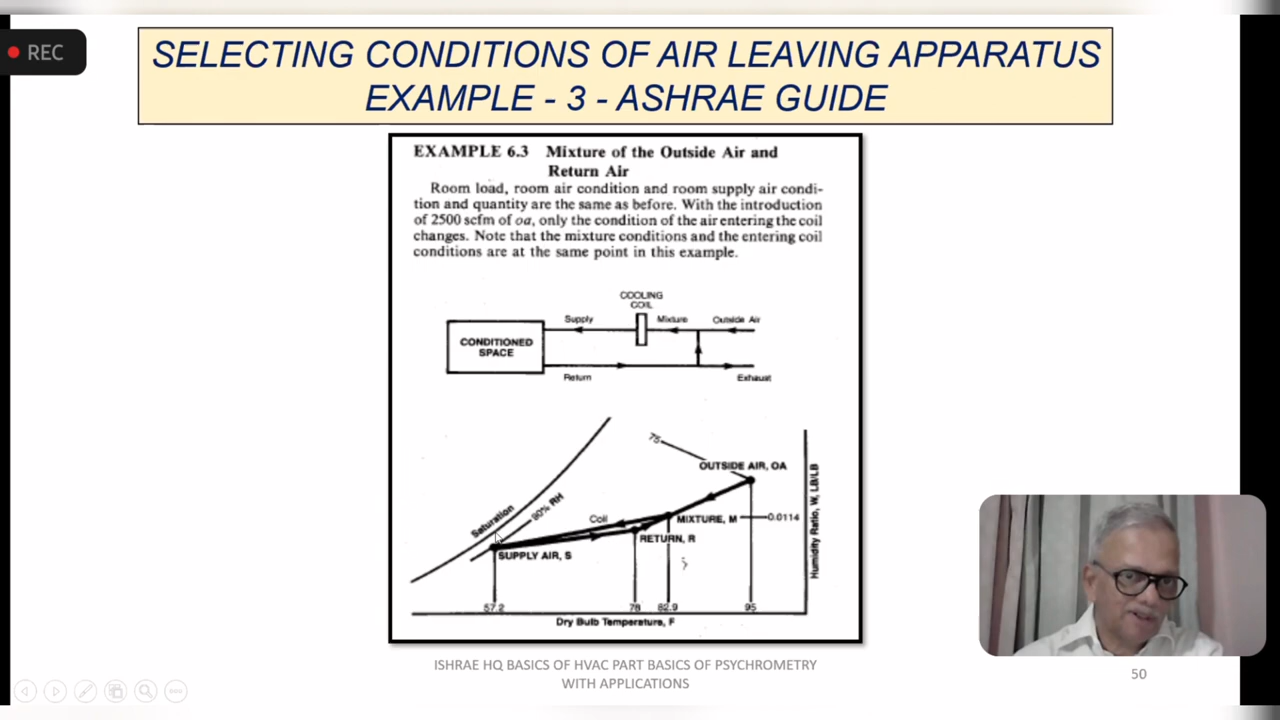 REC
SELECTING CONDITIONS OF AIR LEAVING APPARATUS
EXAMPLE - 3 - ASHRAE GUIDE
EXAMPLE 6.3 Mixture of the Outside Air and
Return Air
Room load, room air condition and room supply air condi-
tion and quantity are the same as before. With the introduction
of 2500 scfm of oa, only the condition of the air entering the coil
changes. Note that the mixture conditions and the entering coil
conditions are at the same point in this example.
COOLING
COIL
Supply
Mixture
Outside Air
CONDITIONED
SPACE
Return
Exhaust
75
OUTSIDE AIR, OA
Saturation
90% RH
Coil
MIXTURE, M
0.0114
RETURN, R
SUPPLY AIR, S
Humidity Ratio, W, LB/LB
57.2
78
82.9
95
Dry Bulb Temperature, F
ISHRAE HQ BASICS OF HVAC PART BASICS OF PSYCHROMETRY
WITH APPLICATIONS
50